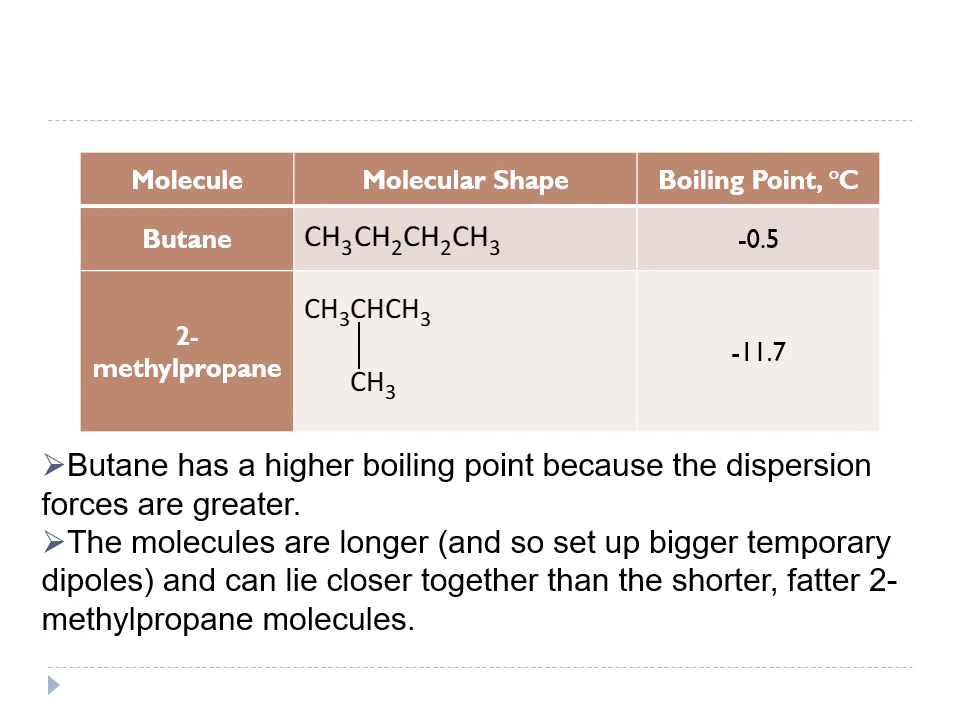 Molecule Molecular Shape Boiling Point, °C
Butane CH₃CH₂CH₂CH₃ -0.5
CH₃CHCH₃
2-
methylpropane -11.7
CH₃
➢Butane has a higher boiling point because the dispersion
forces are greater.
➢The molecules are longer (and so set up bigger temporary
dipoles) and can lie closer together than the shorter, fatter 2-
methylpropane molecules.